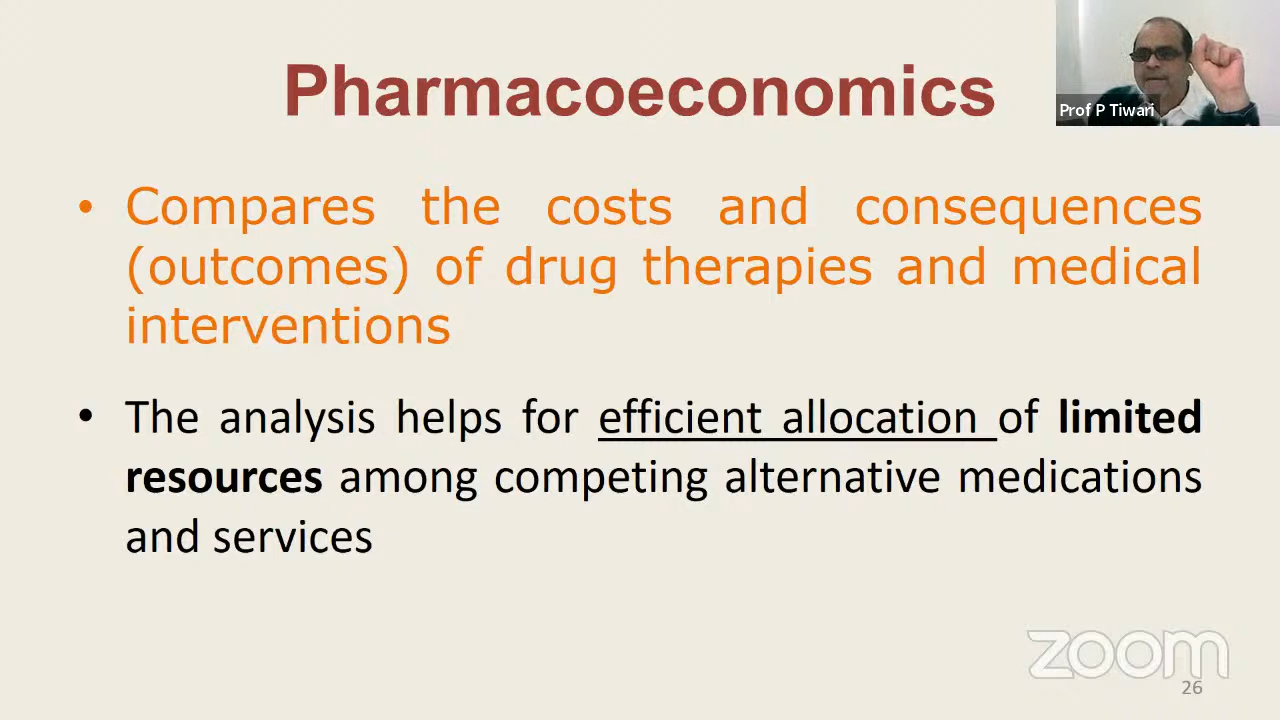 Pharmacoeconomics
Prof P Tiwari
• Compares the costs and consequences
(outcomes) of drug therapies and medical
interventions
• The analysis helps for efficient allocation of limited
resources among competing alternative medications
and services
zoom
26